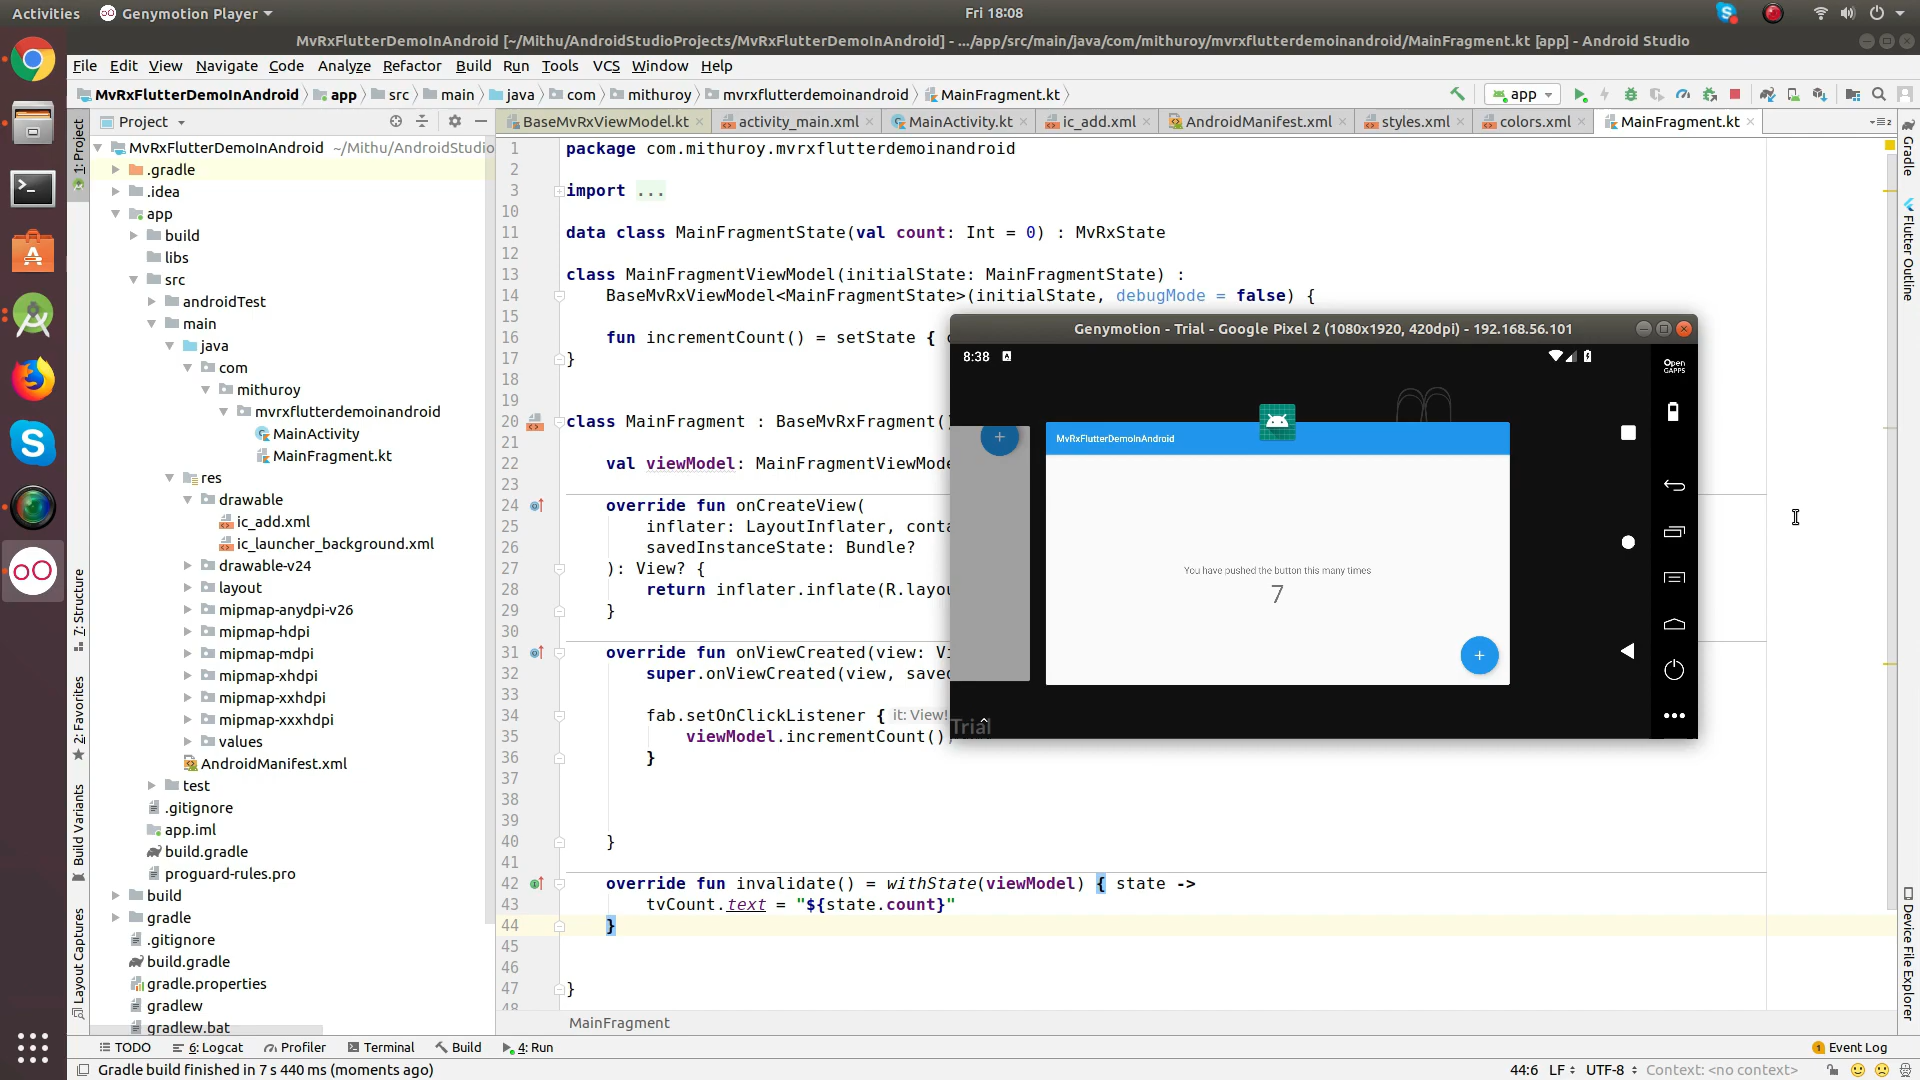 Activities
Genymotion Player
Fri 18:08
MvRxFlutterDemoInAndroid [~/Mithu/AndroidStudioProjects/MvRxFlutterDemoInAndroid] - .../app/src/main/java/com/mithuroy/mvrxflutterdemoinandroid/MainFragment.kt [app] - Android Studio
File Edit View Navigate Code Analyze Refactor Build Run Tools VCS Window Help
MvRxFlutterDemoInAndroid app src main java com mithuroy mvrxflutterdemoinandroid MainFragment.kt
app
Project
BaseMvRxViewModel.kt activity_main.xml MainActivity.kt ic_add.xml AndroidManifest.xml styles.xml colors.xml MainFragment.kt
1: Project
7: Structure
2: Favorites
Build Variants
Layout Captures
MvRxFlutterDemoInAndroid ~/Mithu/AndroidStudio
.gradle
.idea
app
build
libs
src
androidTest
main
java
com
mithuroy
mvrxflutterdemoinandroid
MainActivity
MainFragment.kt
res
drawable
ic_add.xml
ic_launcher_background.xml
drawable-v24
layout
mipmap-anydpi-v26
mipmap-hdpi
mipmap-mdpi
mipmap-xhdpi
mipmap-xxhdpi
mipmap-xxxhdpi
values
AndroidManifest.xml
test
.gitignore
app.iml
build.gradle
proguard-rules.pro
build
gradle
.gitignore
build.gradle
gradle.properties
gradlew
gradlew.bat
1 package com.mithuroy.mvrxflutterdemoinandroid
2
3 import ...
10
11 data class MainFragmentState(val count: Int = 0) : MvRxState
12
13 class MainFragmentViewModel(initialState: MainFragmentState) :
14 BaseMvRxViewModel<MainFragmentState>(initialState, debugMode = false) {
15
16 fun incrementCount() = setState {
17 }
18
19
20 class MainFragment : BaseMvRxFragment()
21
22 val viewModel: MainFragmentViewMode
23
24 override fun onCreateView(
25 inflater: LayoutInflater, conta
26 savedInstanceState: Bundle?
27 ): View? {
28 return inflater.inflate(R.layou
29 }
30
31 override fun onViewCreated(view: Vi
32 super.onViewCreated(view, saved
33
34 fab.setOnClickListener { it: View!
35 viewModel.incrementCount()
36 }
37
38
39
40 }
41
42 override fun invalidate() = withState(viewModel) { state ->
43 tvCount.text = "${state.count}"
44 }
45
46
47 }
48
MainFragment
Genymotion - Trial - Google Pixel 2 (1080x1920, 420dpi) - 192.168.56.101
8:38
Open
GAPPS
MvRxFlutterDemoInAndroid
You have pushed the button this many times
7
+
+
Trial
Gradle
Flutter Outline
Device File Explorer
TODO 6: Logcat Profiler Terminal Build 4: Run
1 Event Log
Gradle build finished in 7 s 440 ms (moments ago)
44:6 LF UTF-8 Context: <no context>